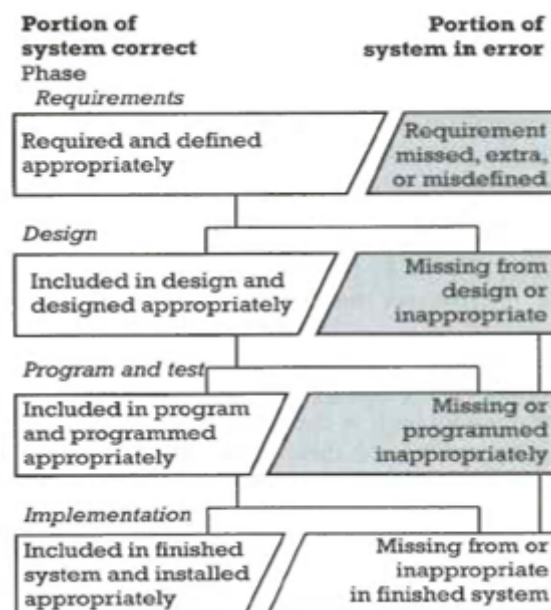 Portion of
system correct
Portion of
system in error
Phase
Requirements
Required and defined
appropriately
Requirement
missed, extra,
or misdefined
Design
Included in design and
designed appropriately
Missing from
design or
inappropriate
Program and test
Included in program
and programmed
appropriately
Missing or
programmed
inappropriately
Implementation
Included in finished
system and installed
appropriately
Missing from or
inappropriate
in finished system